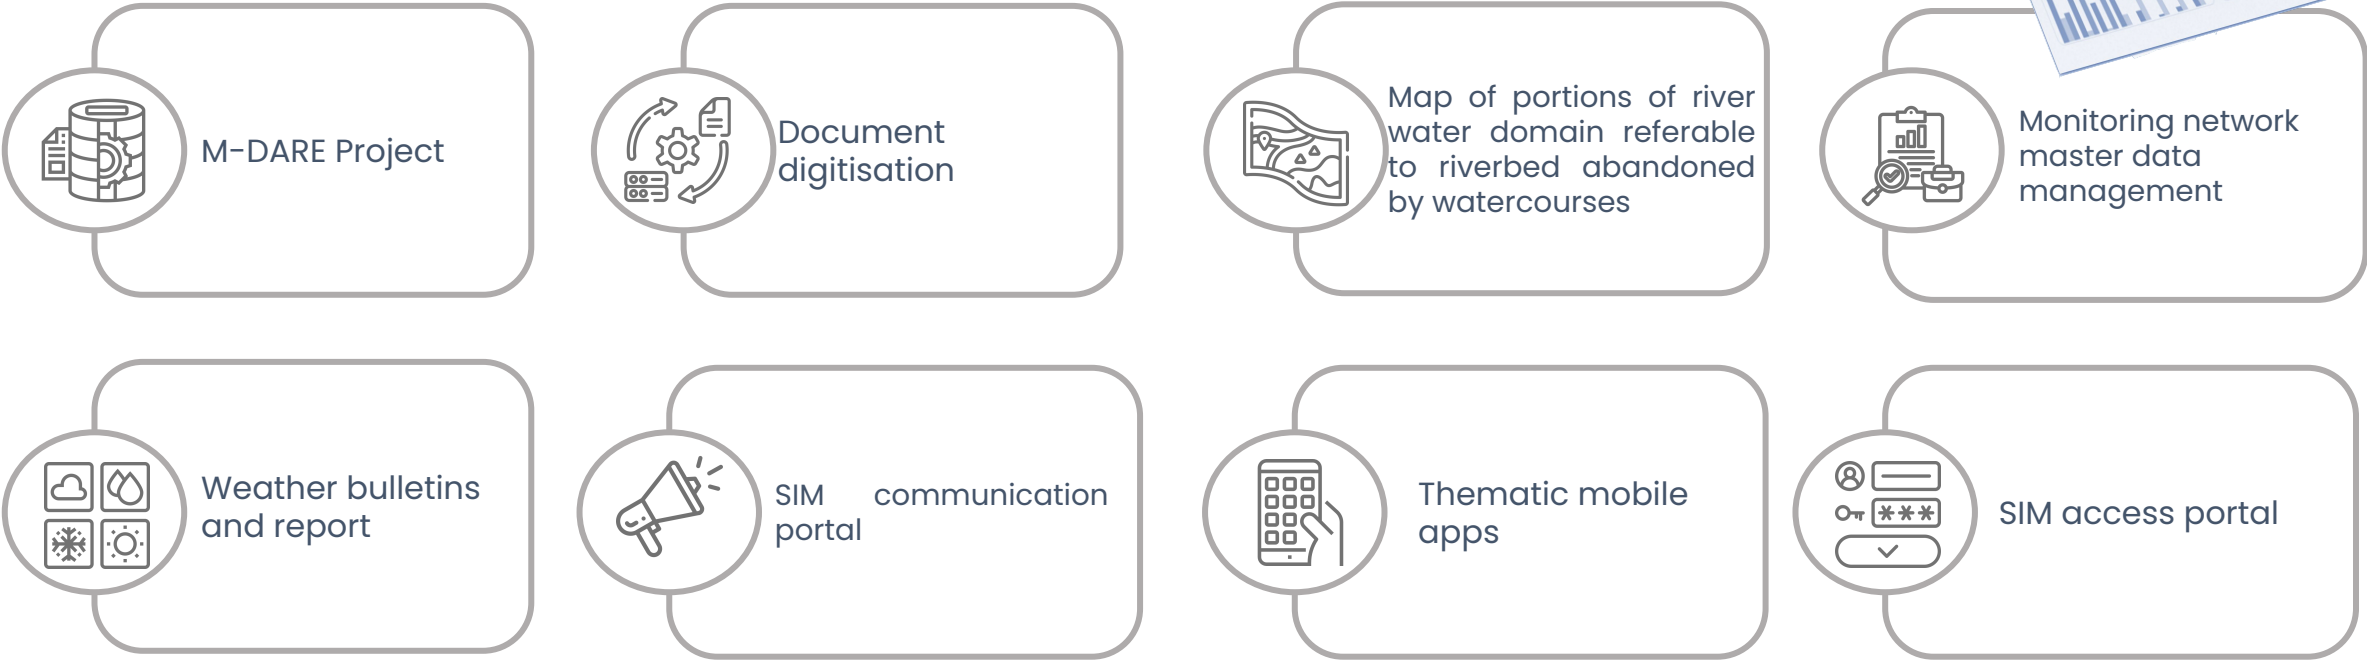 M-DARE Project
Document
digitisation
Map of portions of river
water domain referable
to riverbed abandoned
by watercourses
Monitoring network
master data
management
Weather bulletins
and report
SIM communication
portal
Thematic mobile
apps
SIM access portal